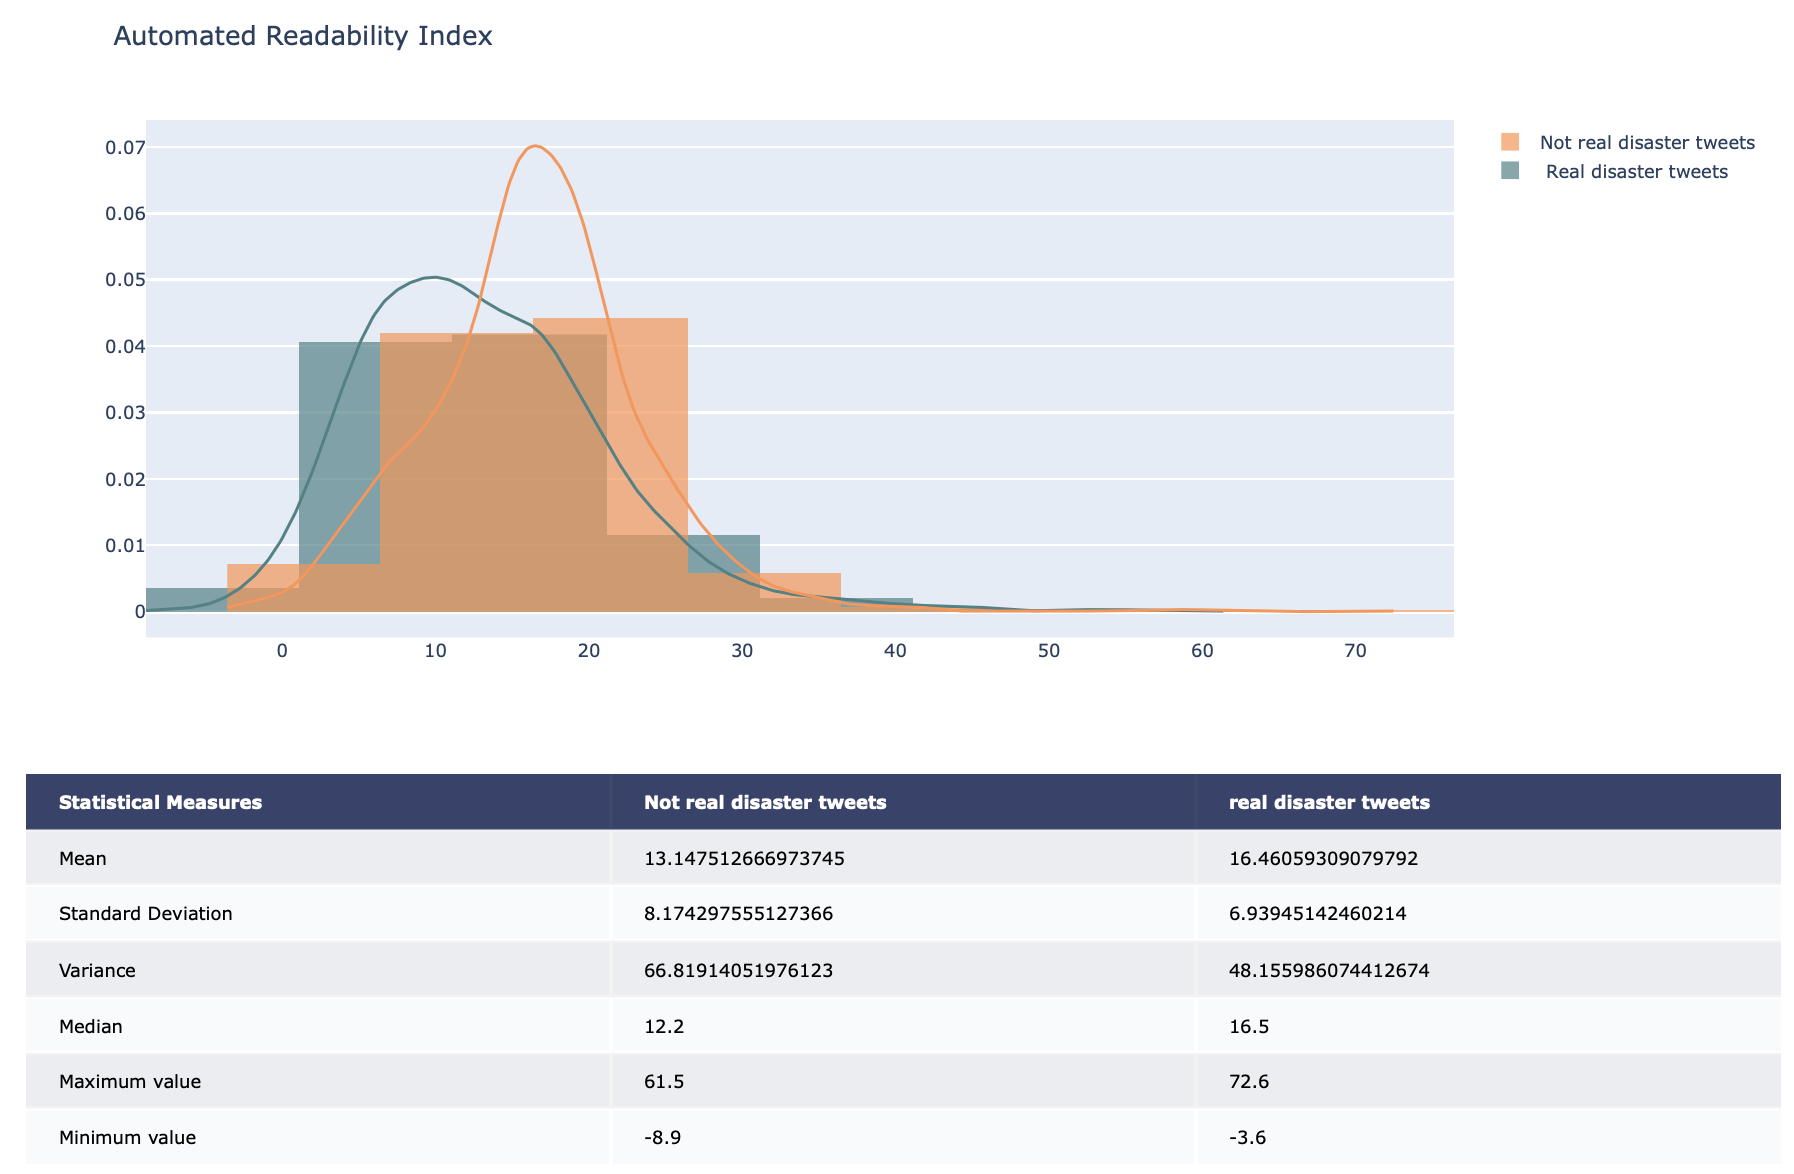 Automated Readability Index
0.07
0.06
0.05
0.04
0.03
0.02
0.01
0
0 10 20 30 40 50 60 70
Not real disaster tweets
Real disaster tweets
Statistical Measures Not real disaster tweets real disaster tweets
Mean 13.147512666973745 16.46059309079792
Standard Deviation 8.174297555127366 6.93945142460214
Variance 66.81914051976123 48.155986074412674
Median 12.2 16.5
Maximum value 61.5 72.6
Minimum value -8.9 -3.6